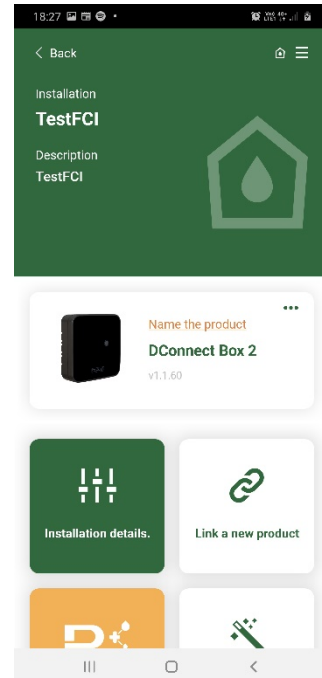 18:27
Back
Installation
TestFCI
Description
TestFCI
Name the product
DConnect Box 2
v1.1.60
Installation details.
Link a new product